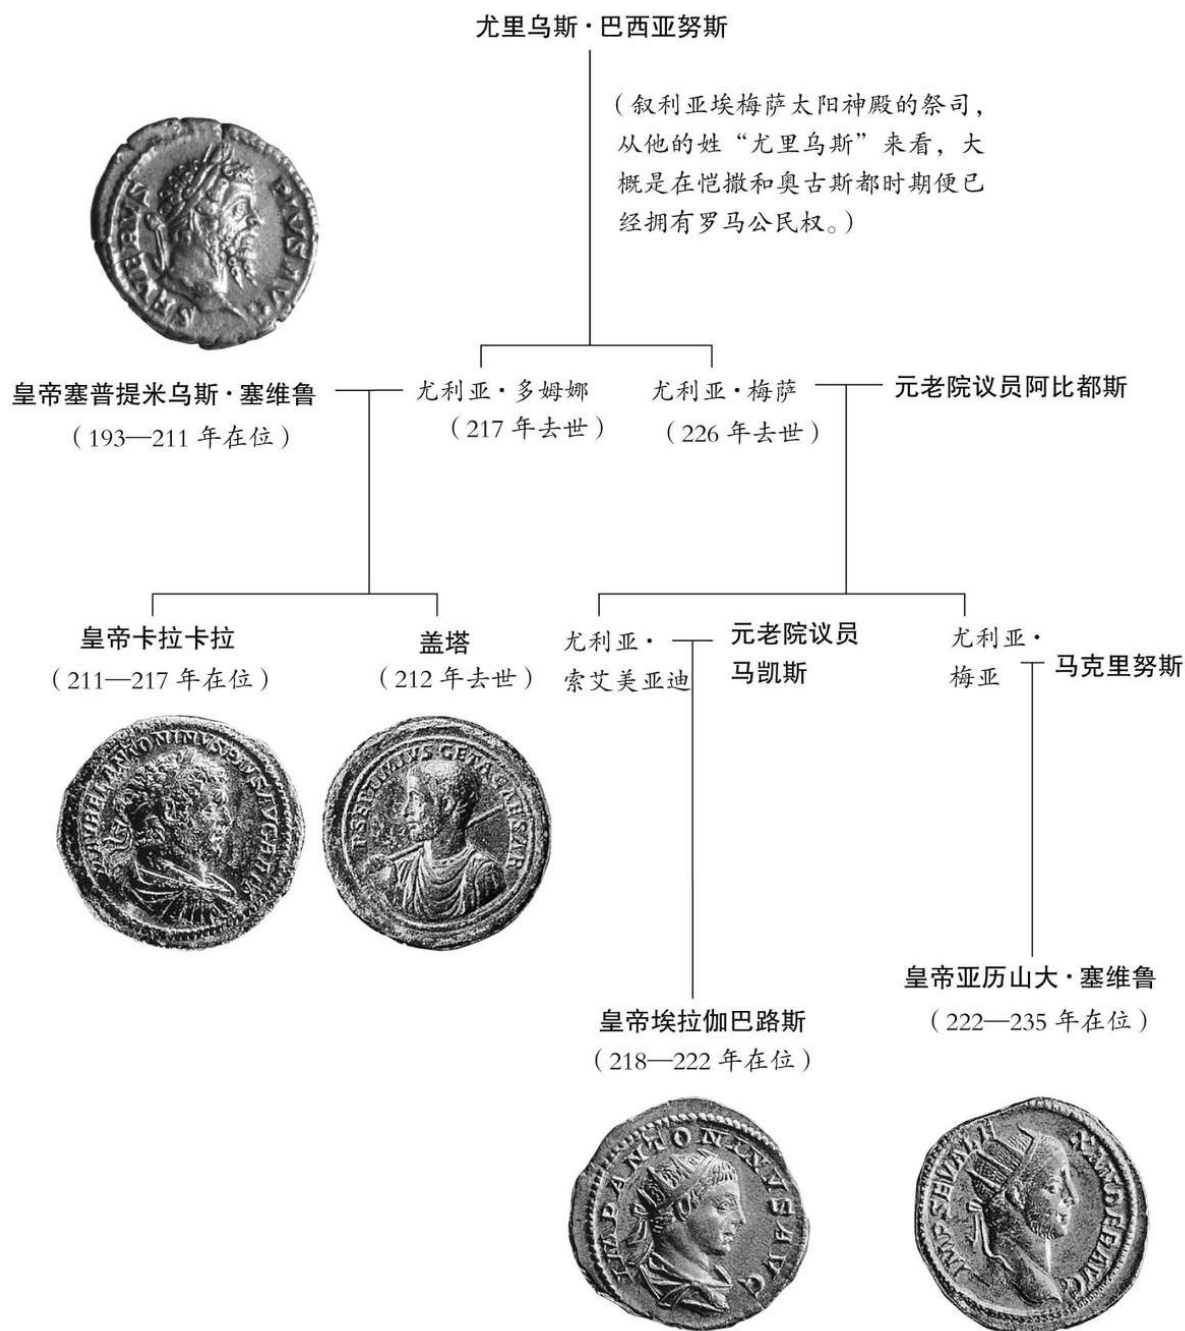 尤里乌斯·巴西亚努斯
（叙利亚埃梅萨太阳神殿的祭司，
从他的姓“尤里乌斯”来看，大
概是在恺撒和奥古斯都时期便已
经拥有罗马公民权。）
SEVERVS PIVSAVG
皇帝塞普提米乌斯·塞维鲁
（193—211 年在位）
尤利亚·多姆娜
（217 年去世）
尤利亚·梅萨
（226 年去世）
元老院议员阿比都斯
皇帝卡拉卡拉
（211—217 年在位）
盖塔
（212 年去世）
尤利亚·
索艾美亚迪
元老院议员
马凯斯
尤利亚·
梅亚
马克里努斯
PSEPTIMIVSGETACAESAR
皇帝埃拉伽巴路斯
（218—222 年在位）
皇帝亚历山大·塞维鲁
（222—235 年在位）
IMPANTONINVSAVG